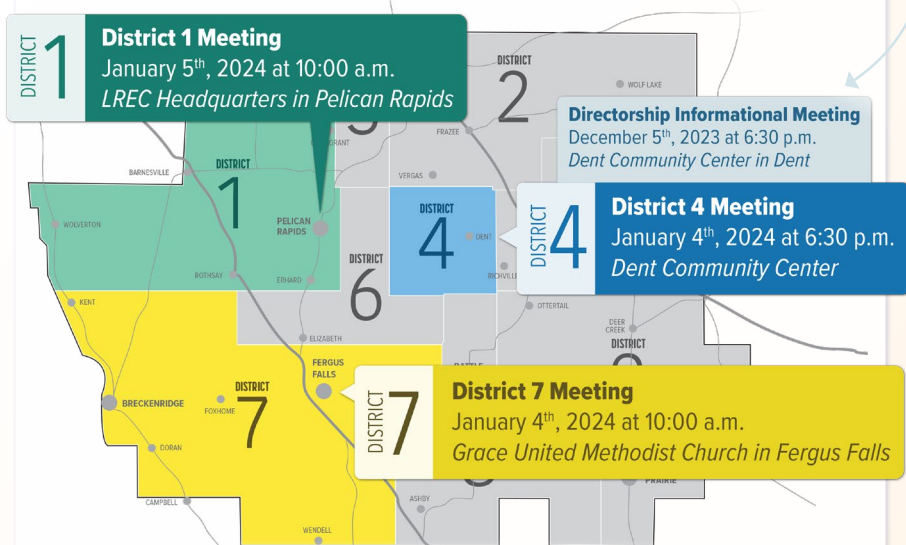 DISTRICT
1
District 1 Meeting
January 5th, 2024 at 10:00 a.m.
LREC Headquarters in Pelican Rapids
DISTRICT
2
WOLF LAKE
FRAZEE
Directorship Informational Meeting
December 5th, 2023 at 6:30 p.m.
Dent Community Center in Dent
BARNESVILLE
DISTRICT
1
VERGAS
WOLVERTON
PELICAN
RAPIDS
DISTRICT
4
DENT
DISTRICT
4
District 4 Meeting
January 4th, 2024 at 6:30 p.m.
Dent Community Center
DISTRICT
6
ROTHSAY
ERHARD
KENT
OTTERTAIL
DEER
CREEK
ELIZABETH
DISTRICT
FERGUS
FALLS
DISTRICT
7
District 7 Meeting
January 4th, 2024 at 10:00 a.m.
Grace United Methodist Church in Fergus Falls
BRECKENRIDGE
FOXHOME
DISTRICT
7
DORAN
CAMPBELL
ASHBY
PRAIRIE
WENDELL